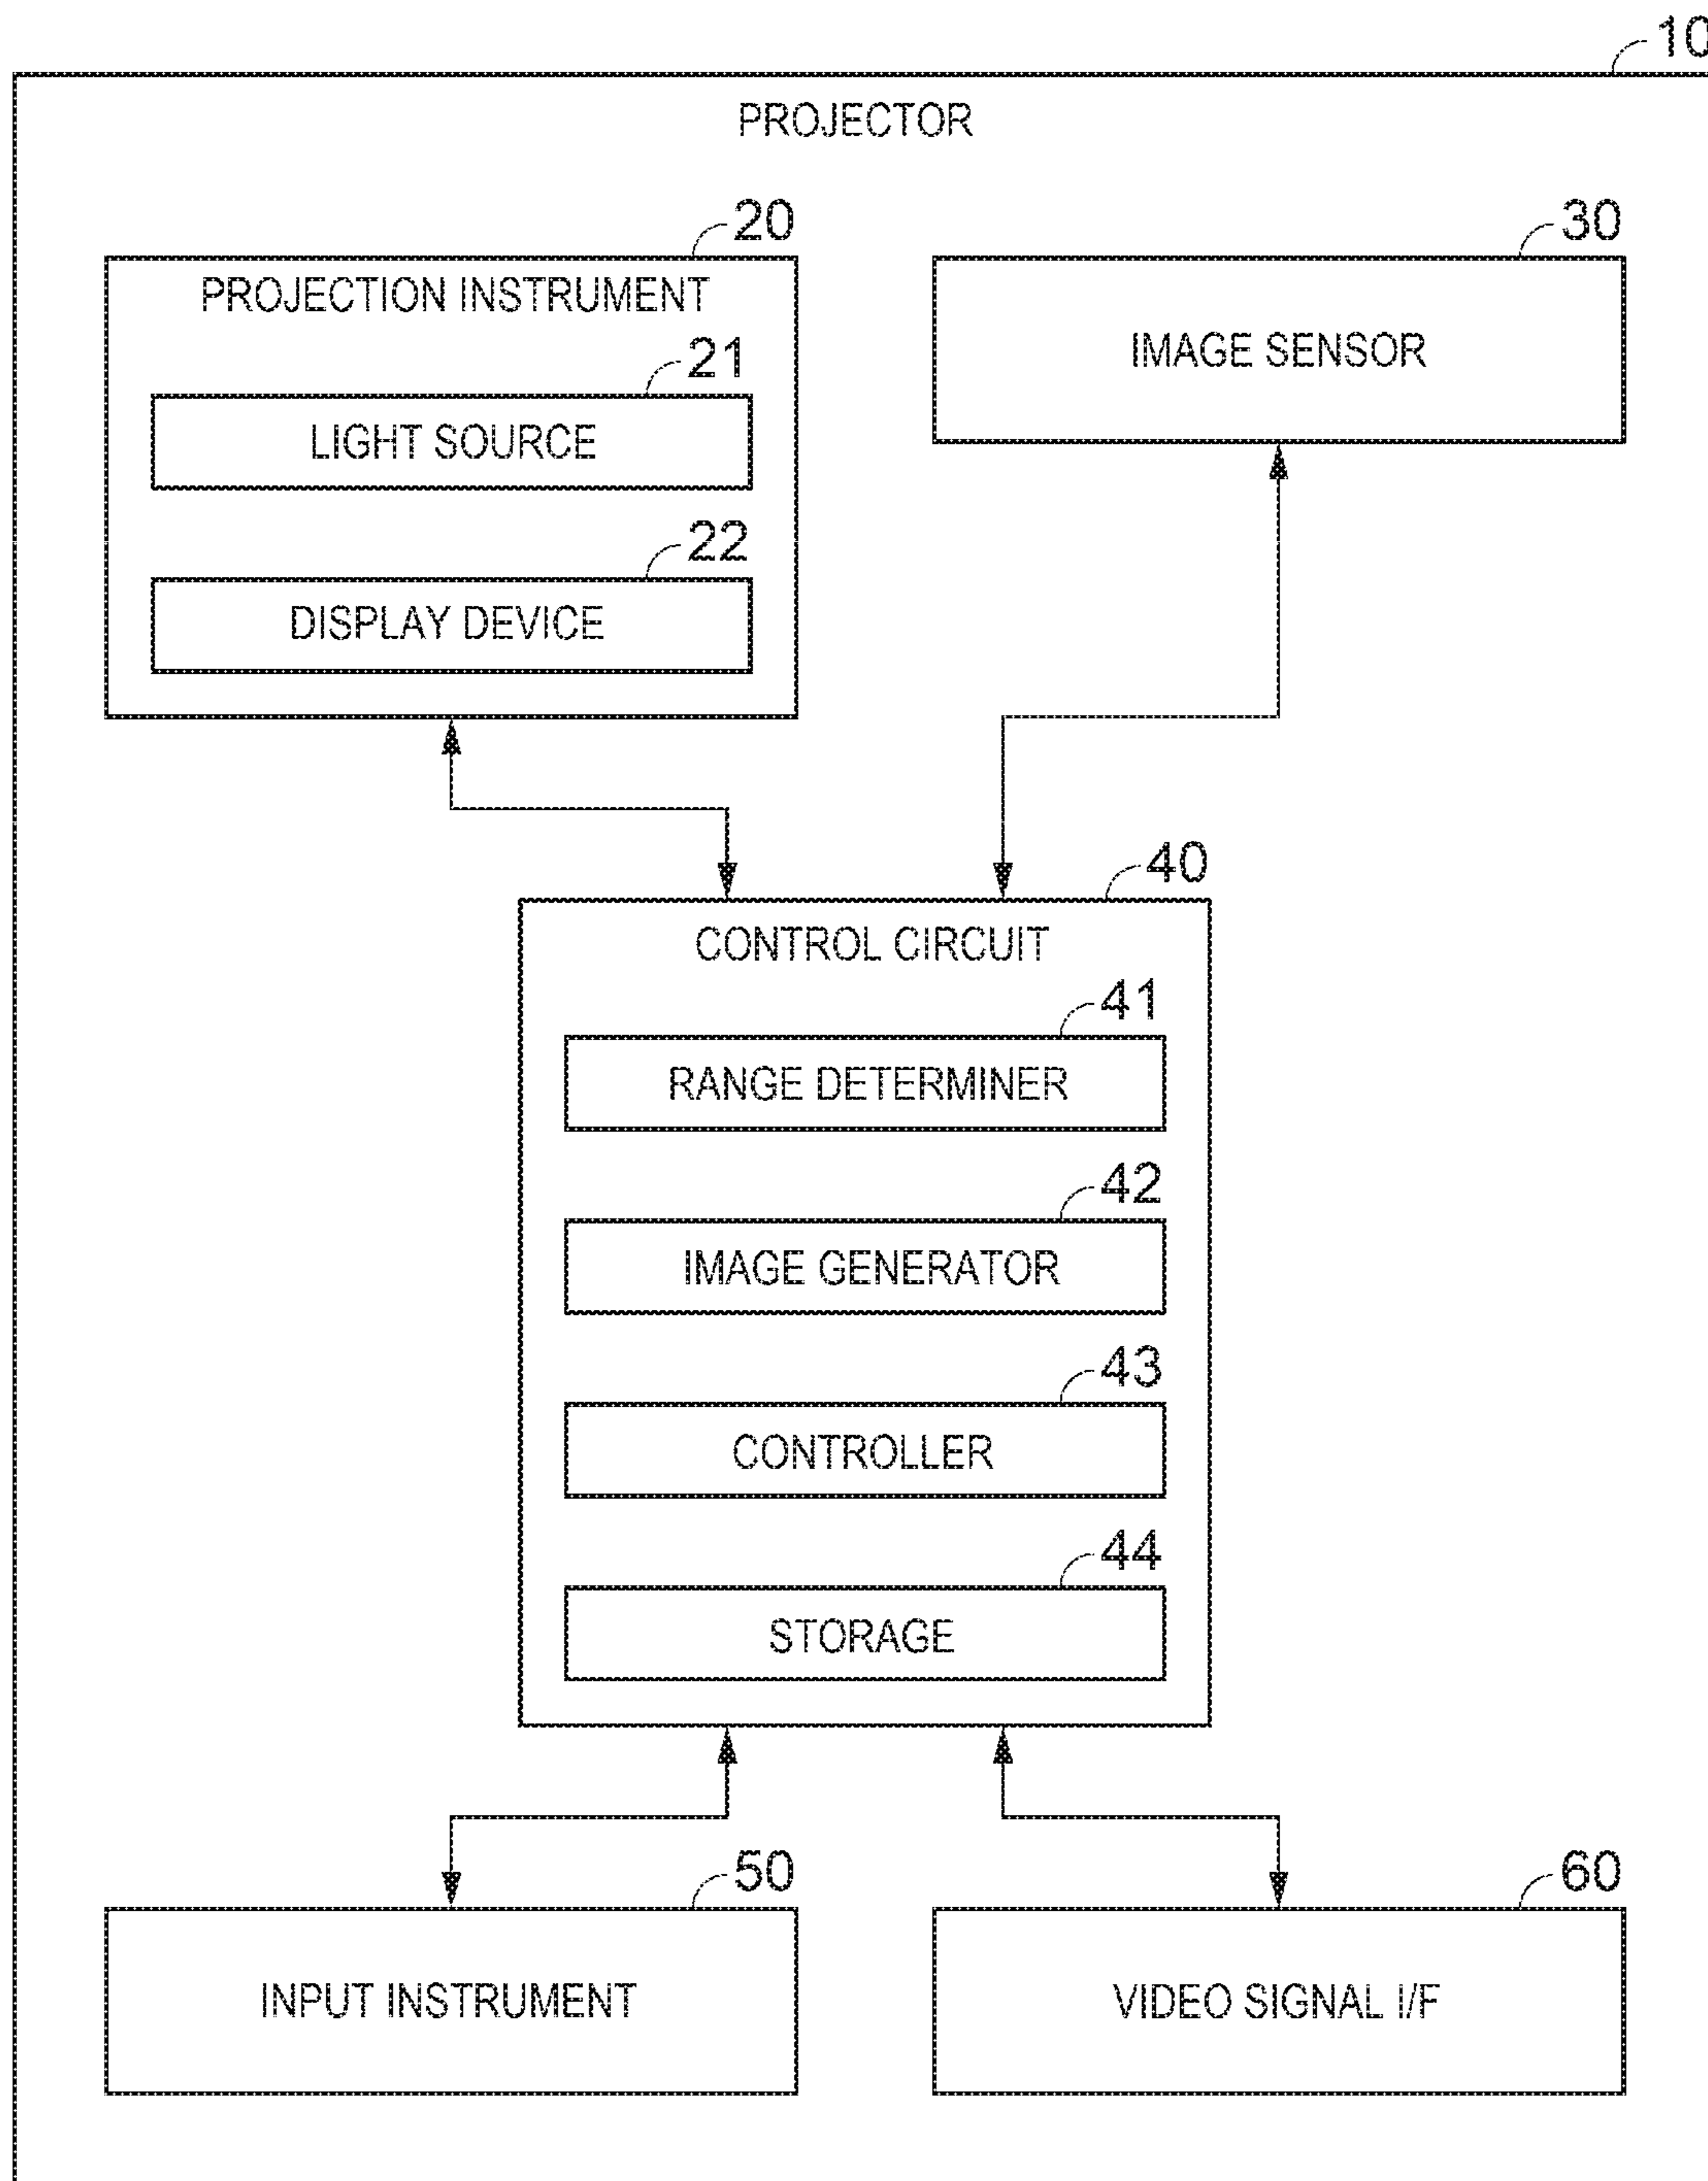 10
PROJECTOR
20
30
PROJECTION INSTRUMENT
IMAGE SENSOR
21
LIGHT SOURCE
22
DISPLAY DEVICE
40
CONTROL CIRCUIT
41
RANGE DETERMINER
42
IMAGE GENERATOR
43
CONTROLLER
44
STORAGE
50
60
INPUT INSTRUMENT
VIDEO SIGNAL I/F